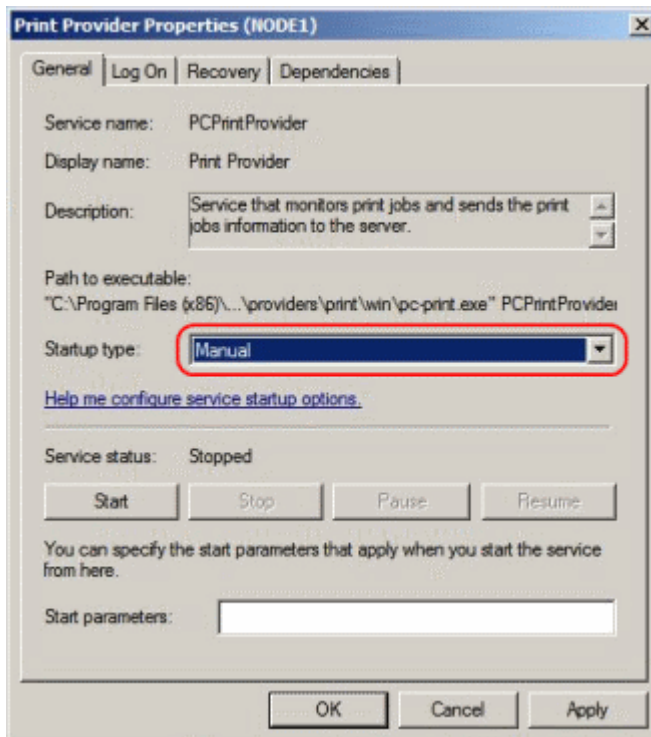 Print Provider Properties (NODE1)
General Log On Recovery Dependencies
Service name: PCPrintProvider
Display name: Print Provider
Description: Service that monitors print jobs and sends the print
jobs information to the server.
Path to executable:
"C:\Program Files (x86)\...\providers\print\win\pc-print.exe" PCPrintProvider
Startup type: Manual
Help me configure service startup options.
Service status: Stopped
Start Stop Pause Resume
You can specify the start parameters that apply when you start the service
from here.
Start parameters:
OK Cancel Apply